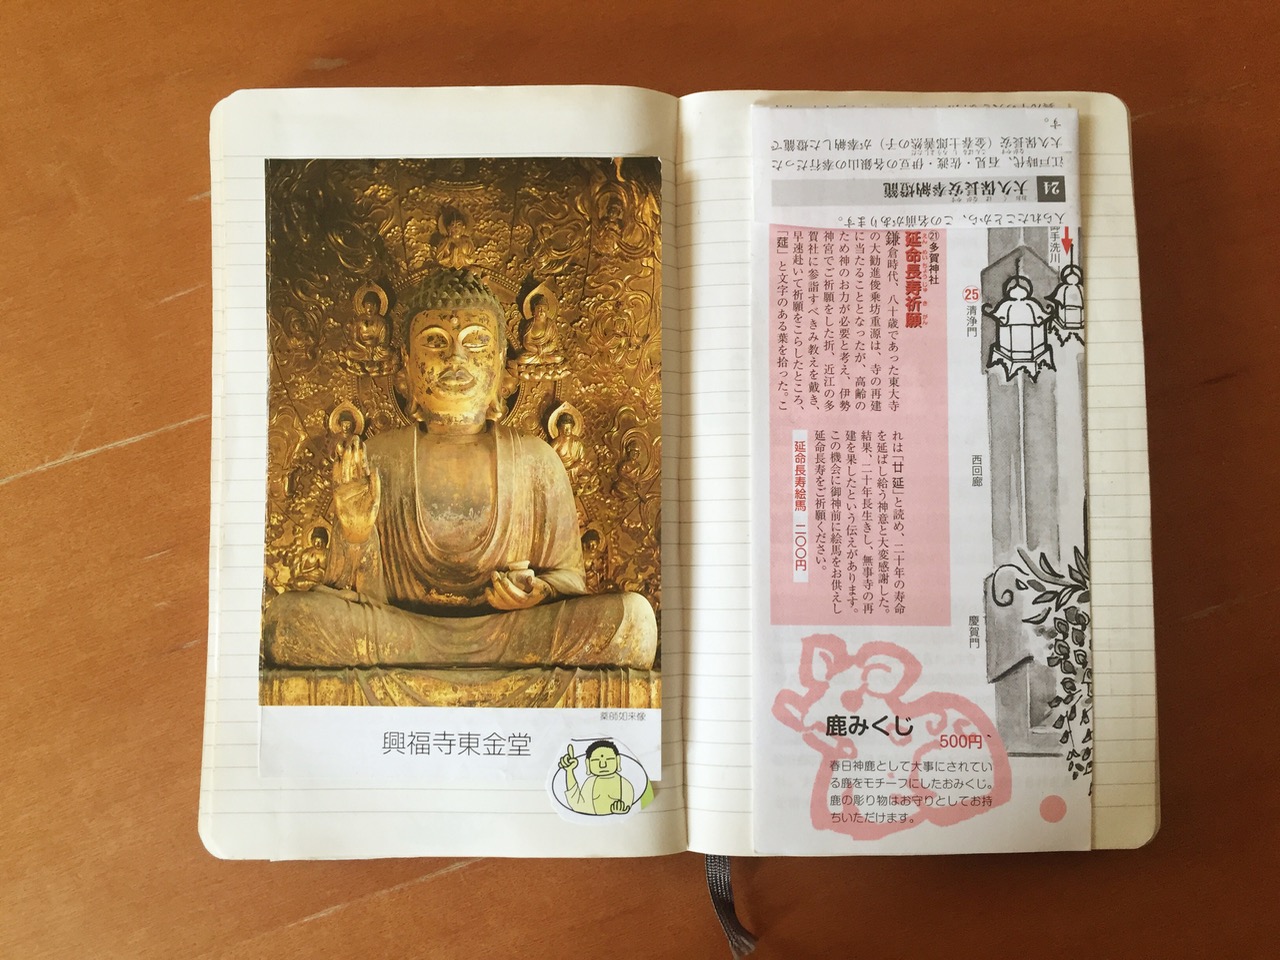 薬師如来像
興福寺東金堂
入られたことから、この名前があります。
24 大久保長安奉納燈籠
江戸時代、石見・佐渡・伊豆の各銀山の奉行だった
大久保長安(金春七郎喜然の子)が奉納した燈籠で
す。
御手洗川
㉕清浄門
西回廊
慶賀門
㉑多賀神社
延命長寿祈願
鎌倉時代、八十歳であった東大寺
の大勧進俊乗坊重源は、寺の再建
に当たることとなったが、高齢の
ため神のお力が必要と考え、伊勢
神宮でご祈願をした折、近江の多
賀社に参詣すべきみ教えを戴き、
早速赴いて祈願をこらしたところ、
「莚」と文字のある葉を拾った。こ
れは「廿延」と読め、二十年の寿命
を延ばし給う神意と大変感謝した。
結果、二十年長生きし、無事寺の再
建を果したという伝えがあります。
この機会に御神前に絵馬をお供えし
延命長寿をご祈願ください。
延命長寿絵馬 二〇〇円
鹿みくじ
500円
春日神鹿として大事にされてい
る鹿をモチーフにしたおみくじ。
鹿の彫り物はお守りとしてお持
ちいただけます。